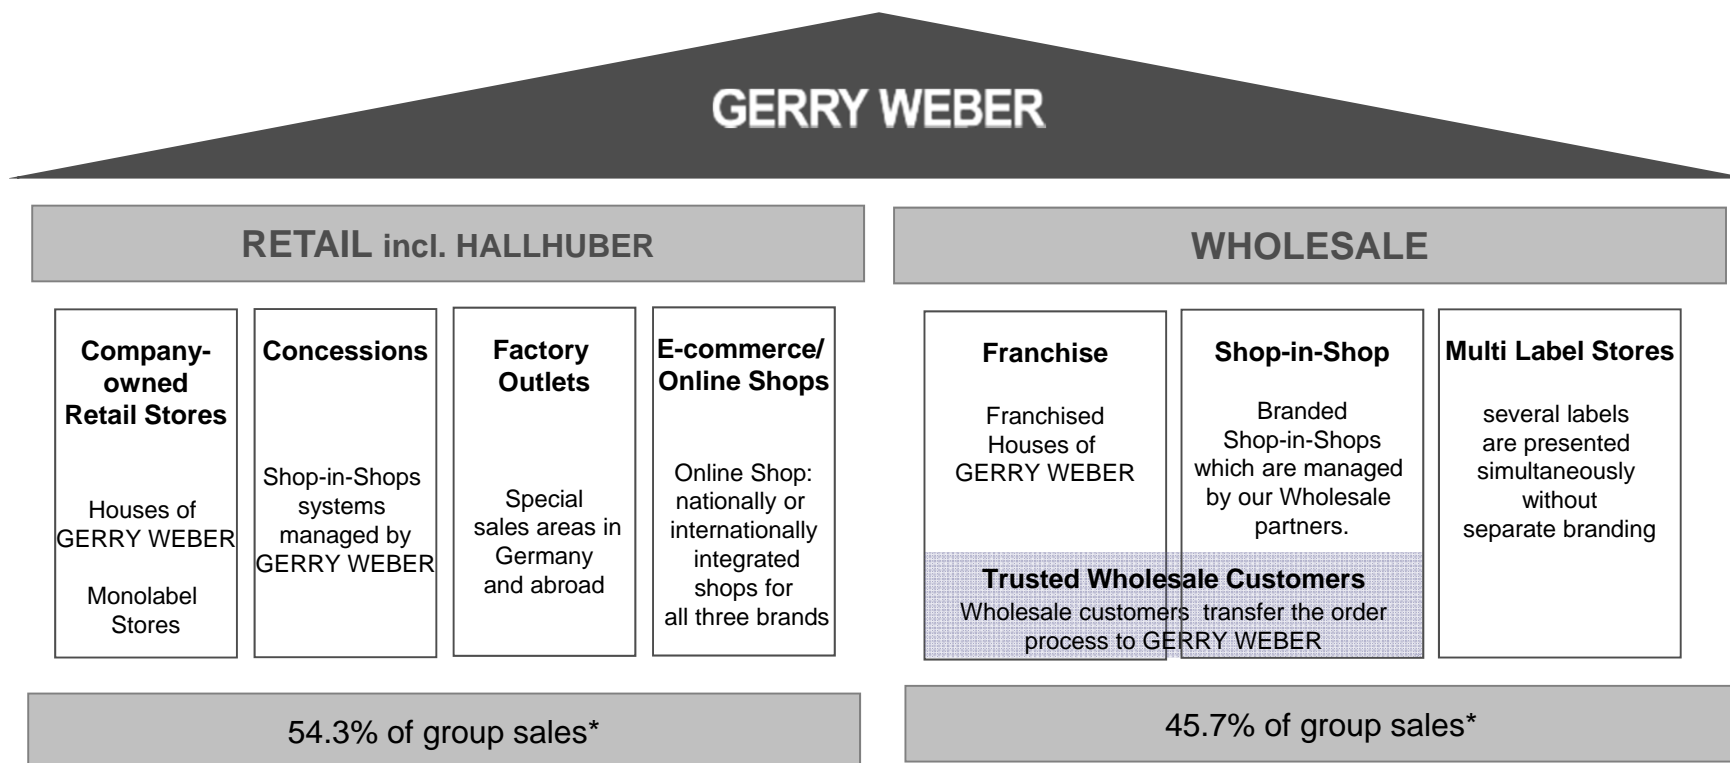 GERRY WEBER
RETAIL incl. HALLHUBER
Company-
owned
Retail Stores
Houses of
GERRY WEBER
Monolabel
Stores
Concessions
Shop-in-Shops
systems
managed by
GERRY WEBER
Factory
Outlets
Special
sales areas in
Germany
and abroad
E-commerce/
Online Shops
Online Shop:
nationally or
internationally
integrated
shops for
all three brands
54.3% of group sales*
WHOLESALE
Franchise
Franchised
Houses of
GERRY WEBER
Shop-in-Shop
Branded
Shop-in-Shops
which are managed
by our Wholesale
partners.
Trusted Wholesale Customers
Wholesale customers transfer the order
process to GERRY WEBER
Multi Label Stores
several labels
are presented
simultaneously
without
separate branding
45.7% of group sales*